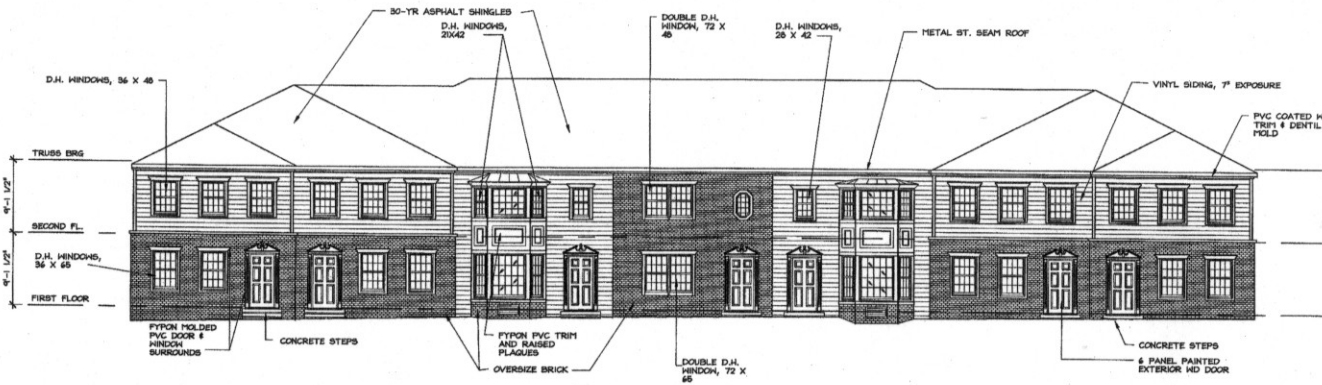 30-YR ASPHALT SHINGLES
D.H. WINDOWS,
21X42
DOUBLE D.H.
WINDOW, 72 X
48
D.H. WINDOWS,
28 X 42
METAL ST. SEAM ROOF
D.H. WINDOWS, 36 X 48
VINYL SIDING, 7" EXPOSURE
PVC COATED W
TRIM & DENTIL
MOLD
TRUSS BRG
9'-1 1/2"
SECOND FL.
9'-1 1/2"
D.H. WINDOWS,
36 X 65
FIRST FLOOR
FYPON MOLDED
PVC DOOR &
WINDOW
SURROUNDS
CONCRETE STEPS
FYPON PVC TRIM
AND RAISED
PLAQUES
OVERSIZE BRICK
DOUBLE D.H.
WINDOW, 72 X
65
CONCRETE STEPS
6 PANEL PAINTED
EXTERIOR WD DOOR